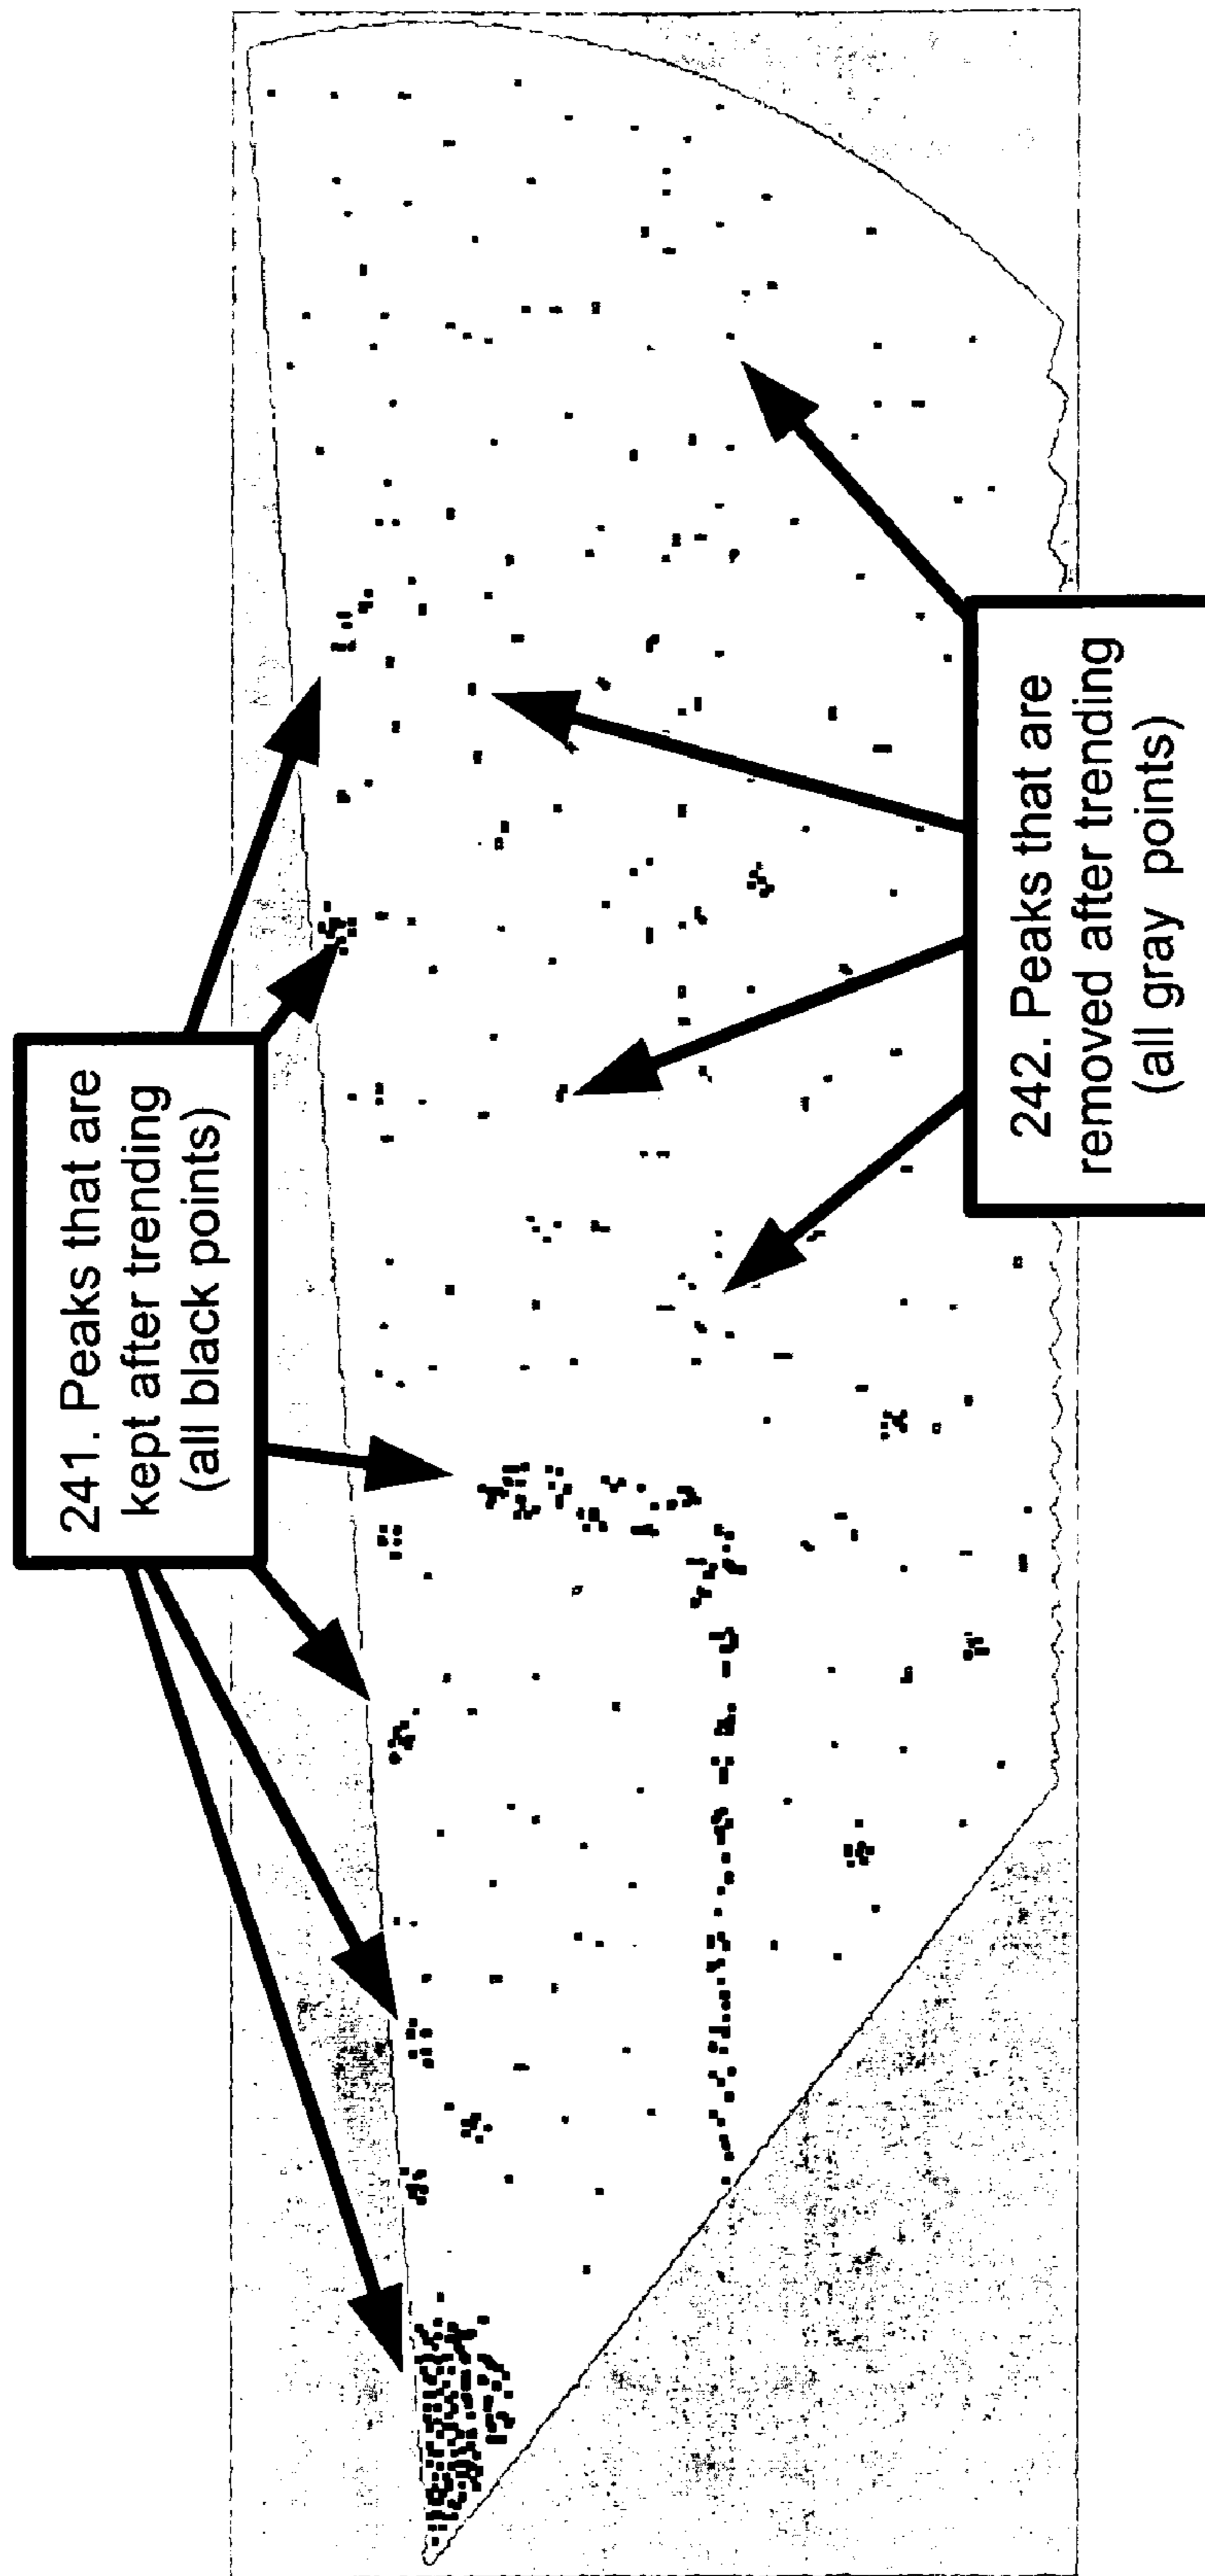 241. Peaks that are
kept after trending
(all black points)
242. Peaks that are
removed after trending
(all gray points)